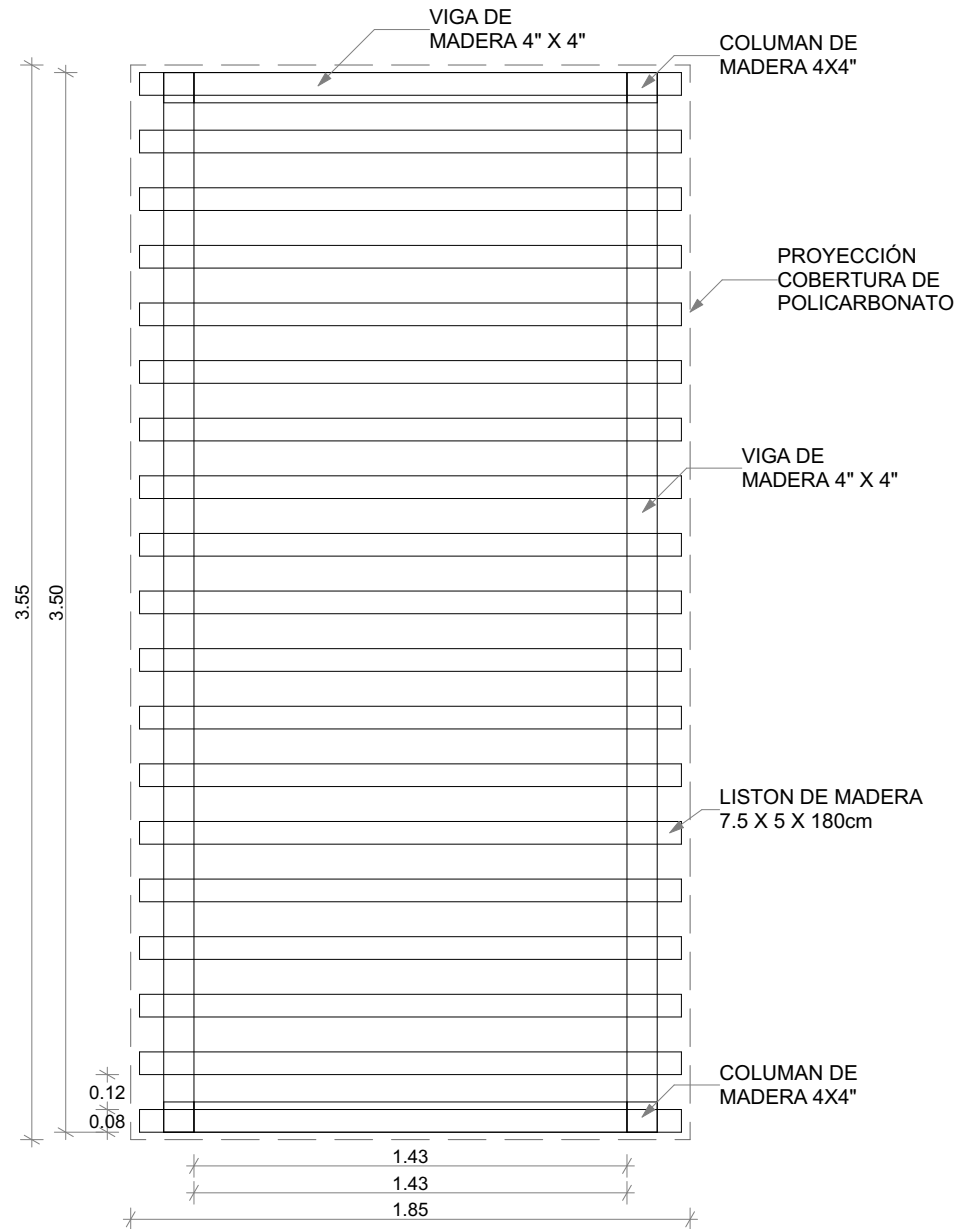 VIGA DE
MADERA 4" X 4"
COLUMAN DE
MADERA 4X4"
PROYECCIÓN
COBERTURA DE
POLICARBONATO
VIGA DE
MADERA 4" X 4"
3.55
3.50
LISTON DE MADERA
7.5 X 5 X 180cm
COLUMAN DE
MADERA 4X4"
0.12
0.08
1.43
1.43
1.85